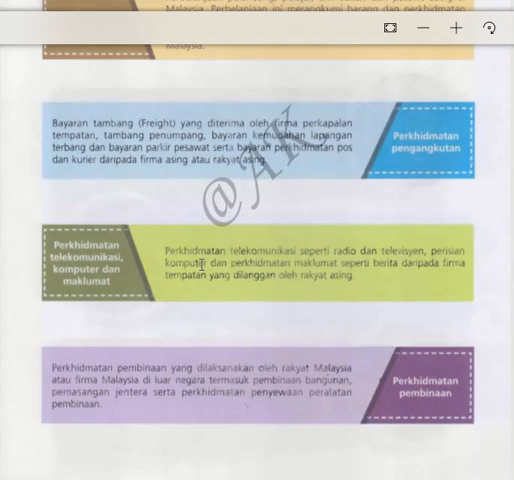 Malaysia. Perbelanjaan ini merangkumi barang dan perkhidmatan
Malaysia.
Bayaran tambang (Freight) yang diterima oleh firma perkapalan
tempatan, tambang penumpang, bayaran kemudahan lapangan
terbang dan bayaran parkir pesawat serta bayaran perkhidmatan pos
dan kurier daripada firma asing atau rakyat asing.
Perkhidmatan
pengangkutan
@AK
Perkhidmatan
telekomunikasi,
komputer dan
maklumat
Perkhidmatan telekomunikasi seperti radio dan televisyen, perisian
komputer dan perkhidmatan maklumat seperti berita daripada firma
tempatan yang dilanggan oleh rakyat asing.
Perkhidmatan pembinaan yang dilaksanakan oleh rakyat Malaysia
atau firma Malaysia di luar negara termasuk pembinaan bangunan,
pemasangan jentera serta perkhidmatan penyewaan peralatan
pembinaan.
Perkhidmatan
pembinaan